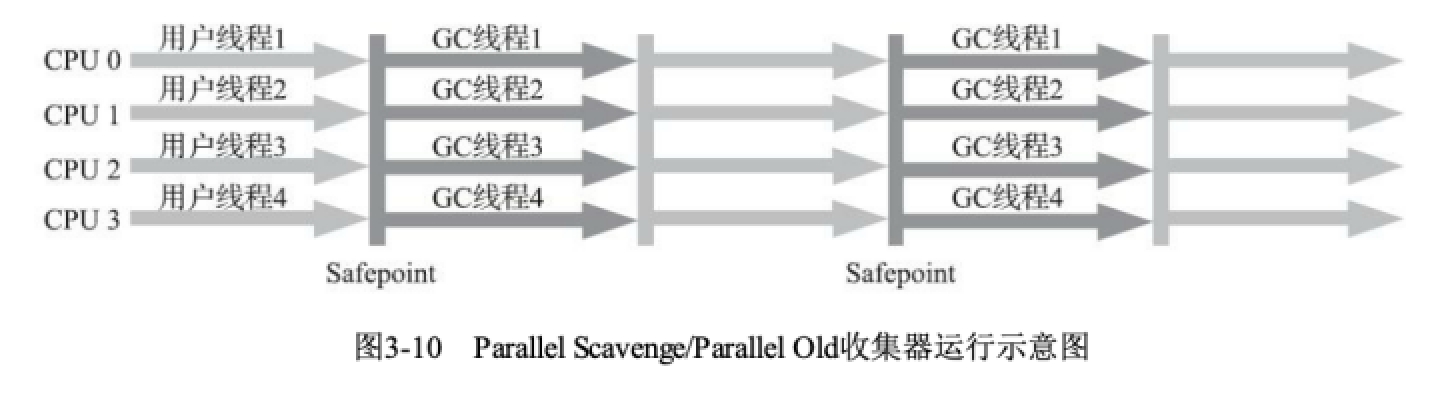 用户线程1 GC线程1 GC线程1
CPU 0
用户线程2 GC线程2 GC线程2
CPU 1
用户线程3 GC线程3 GC线程3
CPU 2
用户线程4 GC线程4 GC线程4
CPU 3
Safepoint Safepoint
图3-10 Parallel Scavenge/Parallel Old收集器运行示意图